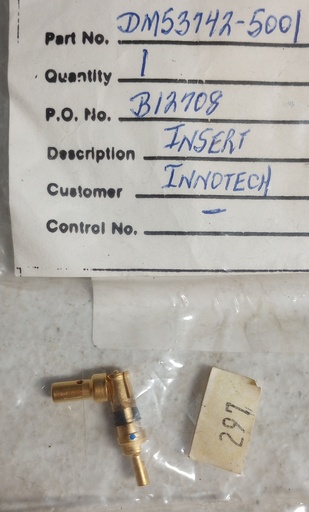 Part No. DM53742-5001
Quantity 1
P.O. No. B12708
Description INSERT
Customer INNOTECH
Control No. -
297